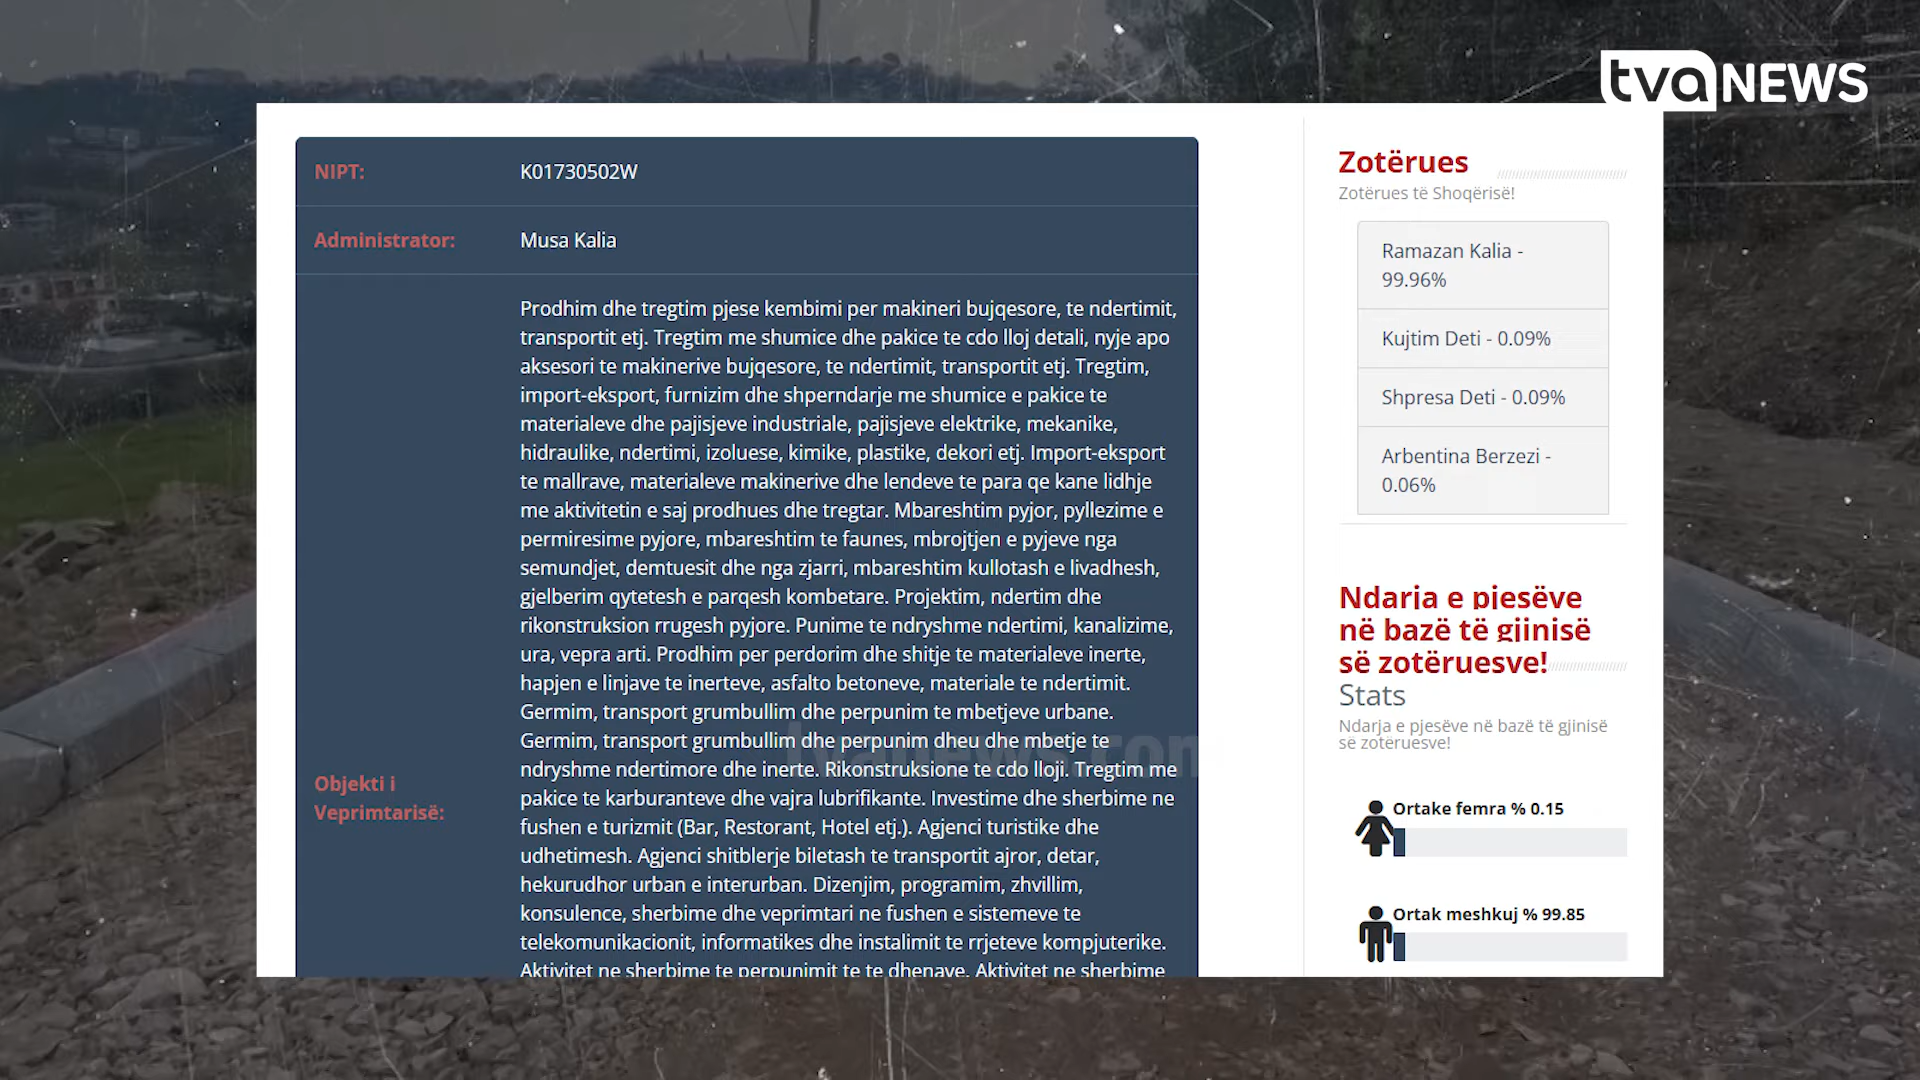 tva NEWS
NIPT: K01730502W
Administrator: Musa Kalia
Objekti i
Veprimtarisë:
Prodhim dhe tregtim pjese kembimi per makineri bujqesore, te ndertimit,
transportit etj. Tregtim me shumice dhe pakice te cdo lloj detali, nyje apo
aksesori te makinerive bujqesore, te ndertimit, transportit etj. Tregtim,
import-eksport, furnizim dhe shperndarje me shumice e pakice te
materialeve dhe pajisjeve industriale, pajisjeve elektrike, mekanike,
hidraulike, ndertimi, izoluese, kimike, plastike, dekori etj. Import-eksport
te mallrave, materialeve makinerive dhe lendeve te para qe kane lidhje
me aktivitetin e saj prodhues dhe tregtar. Mbareshtim pyjor, pyllezime e
permiresime pyjore, mbareshtim te faunes, mbrojtjen e pyjeve nga
semundjet, demtuesit dhe nga zjarri, mbareshtim kullotash e livadhesh,
gjelberim qytetesh e parqesh kombetare. Projektim, ndertim dhe
rikonstruksion rrugesh pyjore. Punime te ndryshme ndertimi, kanalizime,
ura, vepra arti. Prodhim per perdorim dhe shitje te materialeve inerte,
hapjen e linjave te inerteve, asfalto betoneve, materiale te ndertimit.
Germim, transport grumbullim dhe perpunim te mbetjeve urbane.
Germim, transport grumbullim dhe perpunim dheu dhe mbetje te
ndryshme ndertimore dhe inerte. Rikonstruksione te cdo lloji. Tregtim me
pakice te karburanteve dhe vajra lubrifikante. Investime dhe sherbime ne
fushen e turizmit (Bar, Restorant, Hotel etj.). Agjenci turistike dhe
udhetimesh. Agjenci shitblerje biletash te transportit ajror, detar,
hekurudhor urban e interurban. Dizenjim, programim, zhvillim,
konsulence, sherbime dhe veprimtari ne fushen e sistemeve te
telekomunikacionit, informatikes dhe instalimit te rrjeteve kompjuterike.
Aktivitet ne sherbime te perpunimit te te dhenave. Aktivitet ne sherbime
Zotërues
Zotërues të Shoqërisë!
Ramazan Kalia -
99.96%
Kujtim Deti - 0.09%
Shpresa Deti - 0.09%
Arbentina Berzezi -
0.06%
Ndarja e pjesëve
në bazë të gjinisë
së zotëruesve!
Stats
Ndarja e pjesëve në bazë të gjinisë
së zotëruesve!
Ortake femra % 0.15
Ortak meshkuj % 99.85